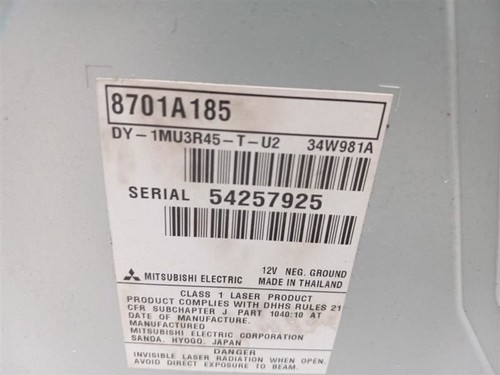 8701A185
DY-1MU3R45-T-U2 34W981A
SERIAL 54257925
MITSUBISHI ELECTRIC 12V NEG. GROUND
MADE IN THAILAND
CLASS 1 LASER PRODUCT
PRODUCT COMPLIES WITH DHHS RULES 21
CFR SUBCHAPTER J PART 1040:10 AT
DATE OF MANUFACTURE.
MANUFACTURED
MITSUBISHI ELECTRIC CORPORATION
SANDA, HYOGO, JAPAN
DANGER
INVISIBLE LASER RADIATION WHEN OPEN.
AVOID DIRECT EXPOSURE TO BEAM.